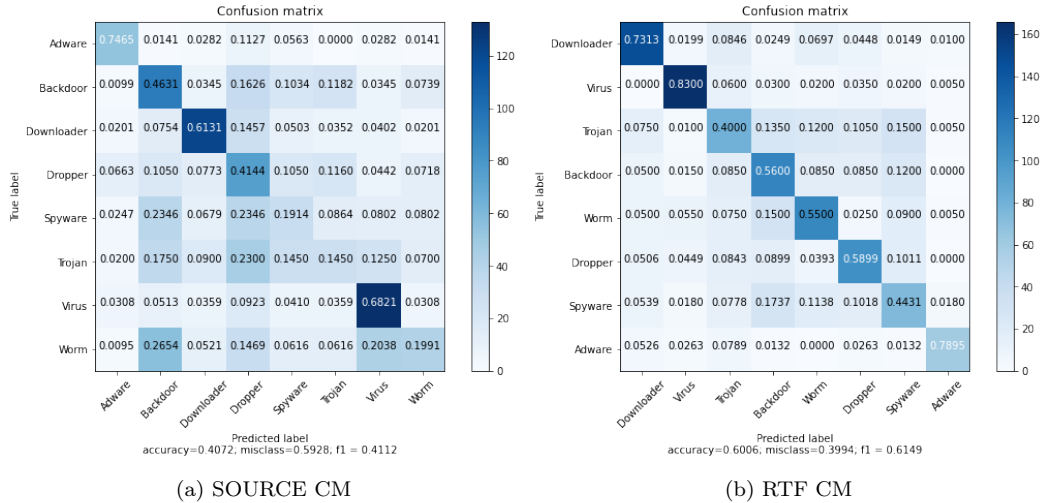 Confusion matrix
Adware 0.7465 0.0141 0.0282 0.1127 0.0563 0.0000 0.0282 0.0141
Backdoor 0.0099 0.4631 0.0345 0.1626 0.1034 0.1182 0.0345 0.0739
Downloader 0.0201 0.0754 0.6131 0.1457 0.0503 0.0352 0.0402 0.0201
Dropper 0.0663 0.1050 0.0773 0.4144 0.1050 0.1160 0.0442 0.0718
Spyware 0.0247 0.2346 0.0679 0.2346 0.1914 0.0864 0.0802 0.0802
Trojan 0.0200 0.1750 0.0900 0.2300 0.1450 0.1450 0.1250 0.0700
Virus 0.0308 0.0513 0.0359 0.0923 0.0410 0.0359 0.6821 0.0308
Worm 0.0095 0.2654 0.0521 0.1469 0.0616 0.0616 0.2038 0.1991
True label
Adware Backdoor Downloader Dropper Spyware Trojan Virus Worm
Predicted label
accuracy=0.4072; misclass=0.5928; f1 = 0.4112
120
100
80
60
40
20
0
(a) SOURCE CM
Confusion matrix
Downloader 0.7313 0.0199 0.0846 0.0249 0.0697 0.0448 0.0149 0.0100
Virus 0.0000 0.8300 0.0600 0.0300 0.0200 0.0350 0.0200 0.0050
Trojan 0.0750 0.0100 0.4000 0.1350 0.1200 0.1050 0.1500 0.0050
Backdoor 0.0500 0.0150 0.0850 0.5600 0.0850 0.0850 0.1200 0.0000
Worm 0.0500 0.0550 0.0750 0.1500 0.5500 0.0250 0.0900 0.0050
Dropper 0.0506 0.0449 0.0843 0.0899 0.0393 0.5899 0.1011 0.0000
Spyware 0.0539 0.0180 0.0778 0.1737 0.1138 0.1018 0.4431 0.0180
Adware 0.0526 0.0263 0.0789 0.0132 0.0000 0.0263 0.0132 0.7895
True label
Downloader Virus Trojan Backdoor Worm Dropper Spyware Adware
Predicted label
accuracy=0.6006; misclass=0.3994; f1 = 0.6149
160
140
120
100
80
60
40
20
0
(b) RTF CM